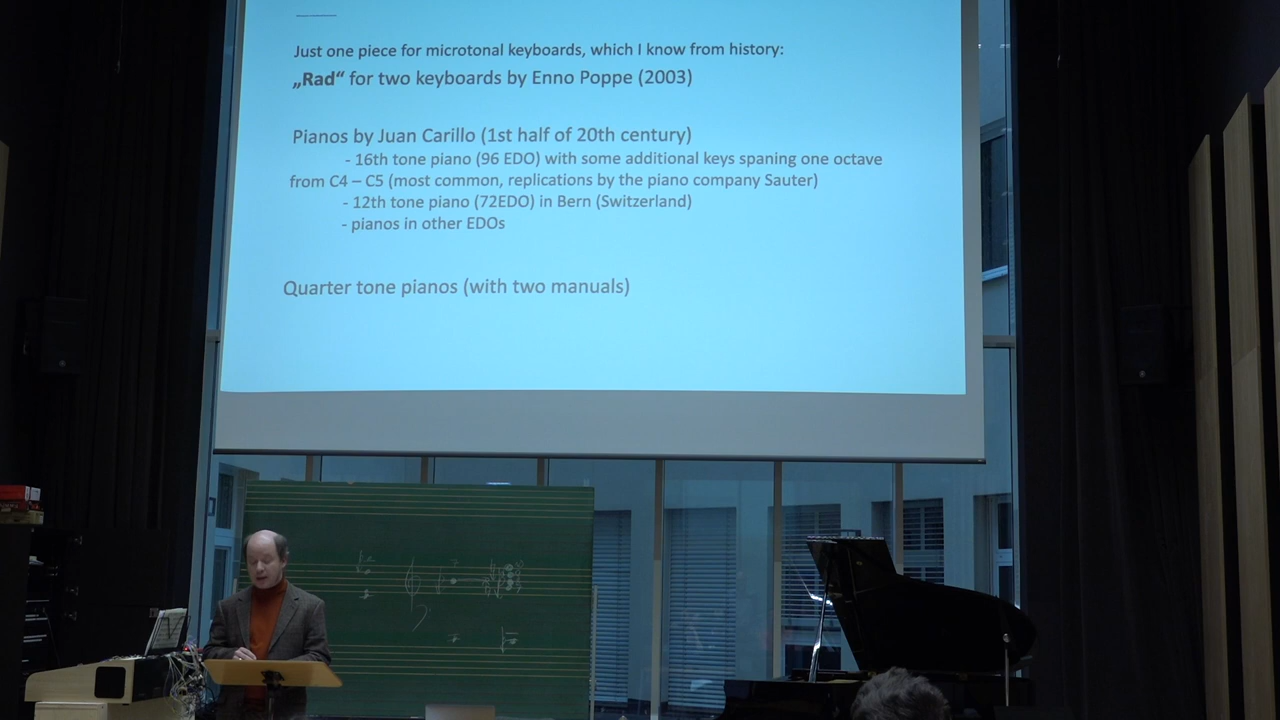 Just one piece for microtonal keyboards, which I know from history:
„Rad“ for two keyboards by Enno Poppe (2003)
Pianos by Juan Carillo (1st half of 20th century)
- 16th tone piano (96 EDO) with some additional keys spaning one octave
from C4 – C5 (most common, replications by the piano company Sauter)
- 12th tone piano (72EDO) in Bern (Switzerland)
- pianos in other EDOs
Quarter tone pianos (with two manuals)